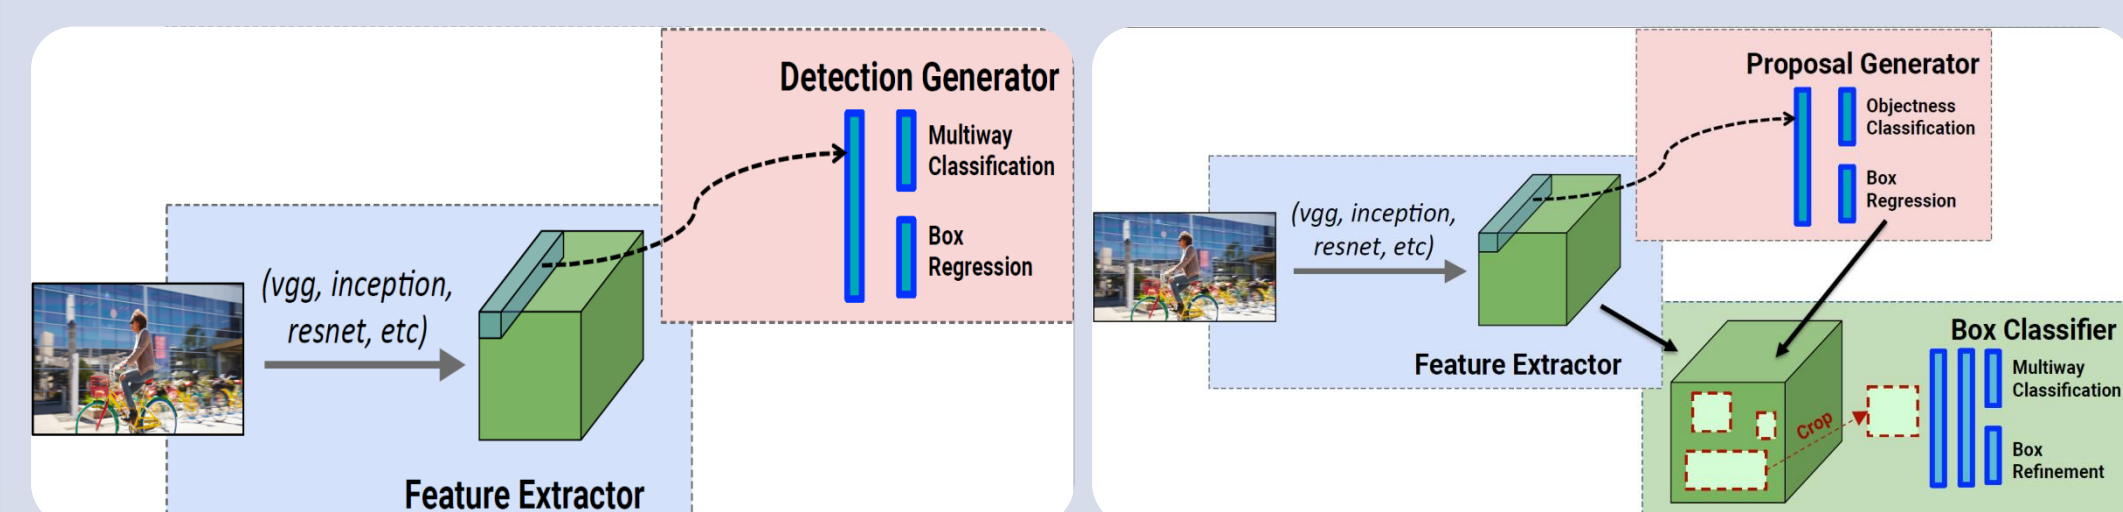 Detection Generator
Multiway
Classification
Box
Regression
(vgg, inception,
resnet, etc)
Feature Extractor
Proposal Generator
Objectness
Classification
Box
Regression
(vgg, inception,
resnet, etc)
Feature Extractor
Box Classifier
Multiway
Classification
Crop
Box
Refinement